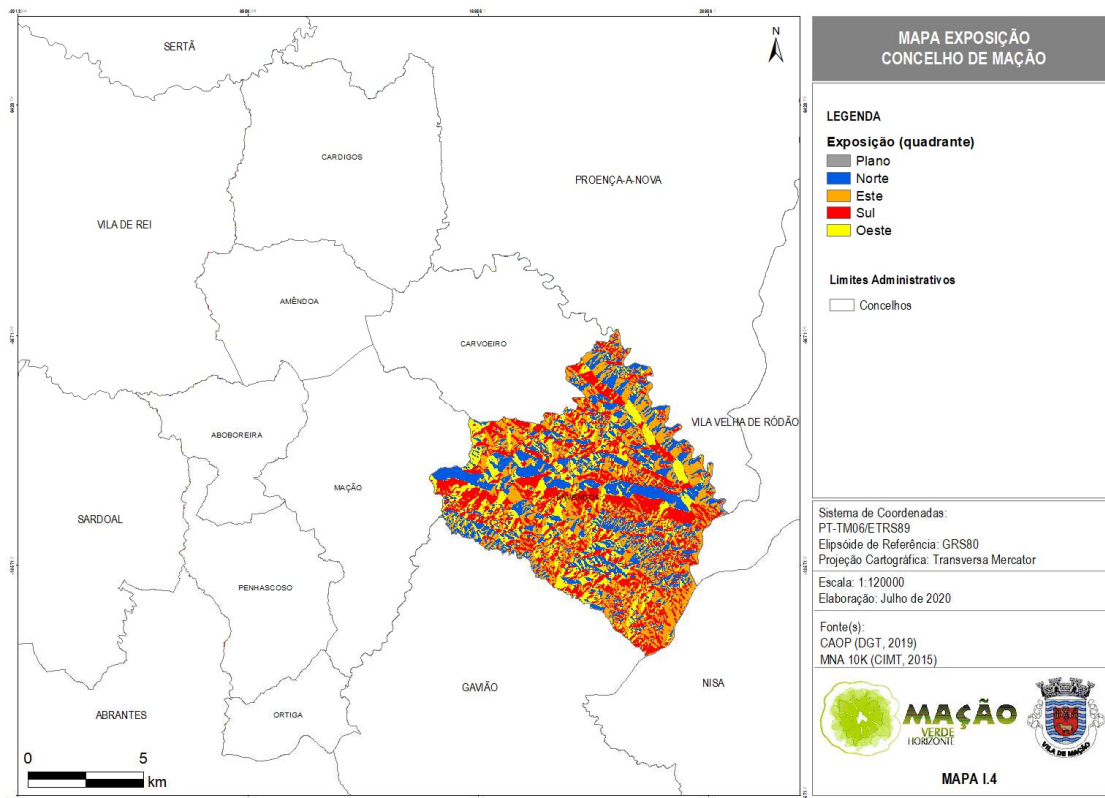 SERTÃ
N
CARDIGOS
PROENÇA-A-NOVA
VILA DE REI
AMÊNDOA
CARVOEIRO
VILA VELHA DE RÓDÃO
ABOBOREIRA
MAÇÃO
SARDOAL
PENHASCOSO
NISA
GAVIÃO
ABRANTES
ORTIGA
0 5
km
MAPA EXPOSIÇÃO
CONCELHO DE MAÇÃO
LEGENDA
Exposição (quadrante)
Plano
Norte
Este
Sul
Oeste
Limites Administrativos
Concelhos
Sistema de Coordenadas:
PT-TM06/ETRS89
Elipsóide de Referência: GRS80
Projeção Cartográfica: Transversa Mercator
Escala: 1:120000
Elaboração: Julho de 2020
Fonte(s):
CAOP (DGT, 2019)
MNA 10K (CIMT, 2015)
MAÇÃO
VERDE
HORIZONTE
VILA DE MAÇÃO
MAPA I.4